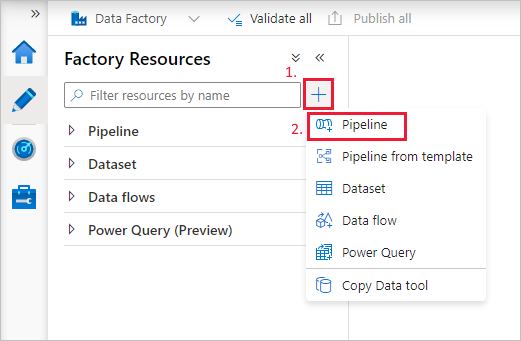 Data Factory
Validate all
Publish all
Factory Resources
1.
Filter resources by name
2.
Pipeline
Dataset
Data flows
Power Query (Preview)
Pipeline
Pipeline from template
Dataset
Data flow
Power Query
Copy Data tool